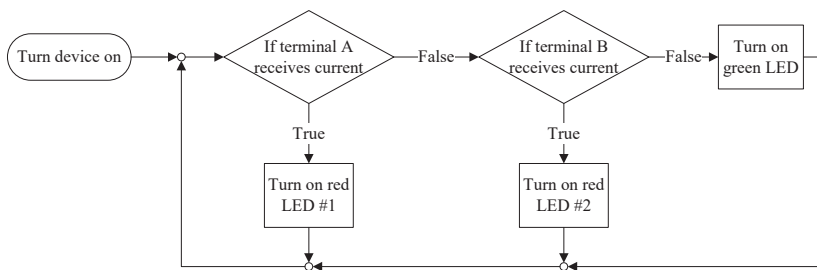 Turn device on
If terminal A
receives current
False
If terminal B
receives current
False
Turn on
green LED
True
True
Turn on red
LED #1
Turn on red
LED #2